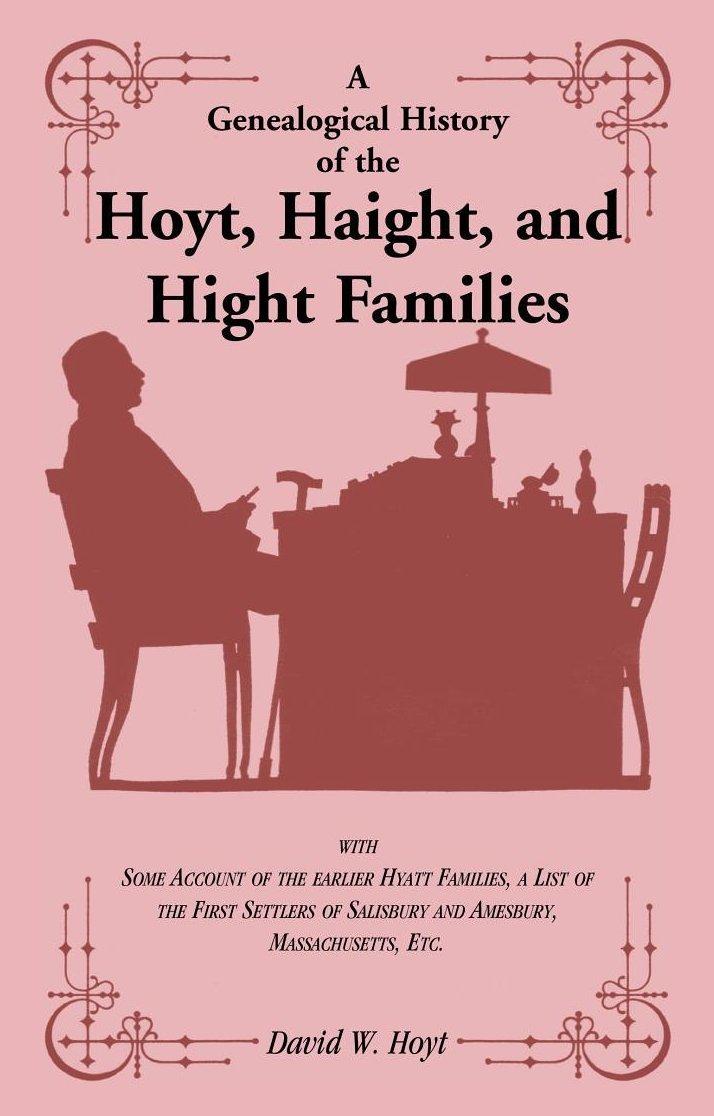 A
Genealogical History
of the
Hoyt, Haight, and
Hight Families
WITH
SOME ACCOUNT OF THE EARLIER HYATT FAMILIES, A LIST OF
THE FIRST SETTLERS OF SALISBURY AND AMESBURY,
MASSACHUSETTS, ETC.
David W. Hoyt